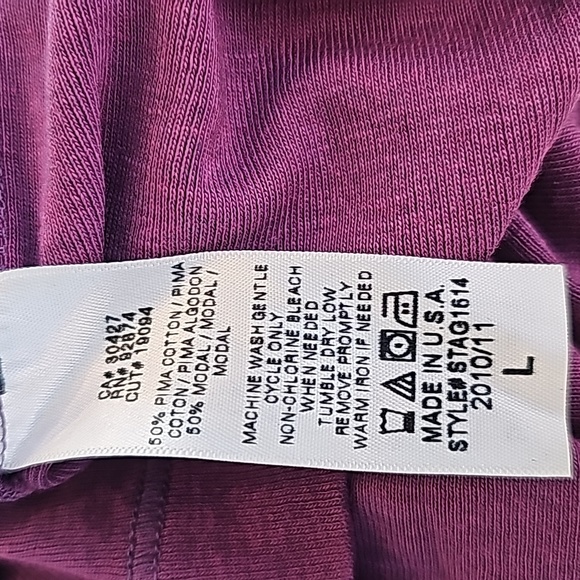 CA# 30427
RN# 92874
CUT# 19094
50% PIMA COTTON / PIMA
COTON / PIMA ALGODON
50% MODAL / MODAL /
MODAL
MACHINE WASH GENTLE
CYCLE ONLY
NON-CHLORINE BLEACH
WHEN NEEDED
TUMBLE DRY LOW
REMOVE PROMPTLY
WARM IRON IF NEEDED
MADE IN U.S.A.
STYLE# STAG1614
2010/11
L